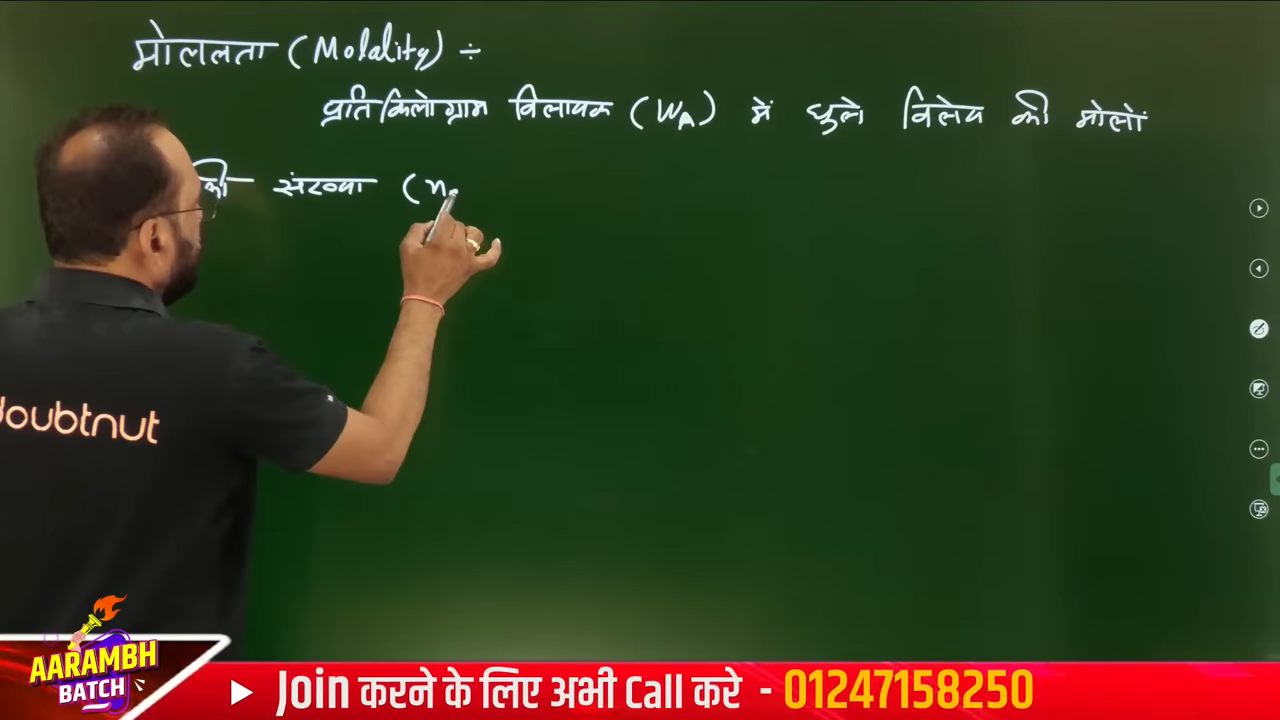 मोललता (Molality) ÷
प्रति किलोग्राम विलायक (WA) में घुले विलेय की मोलों
की संख्या (n
doubtnut
AARAMBH
BATCH
Join करने के लिए अभी Call करे - 01247158250